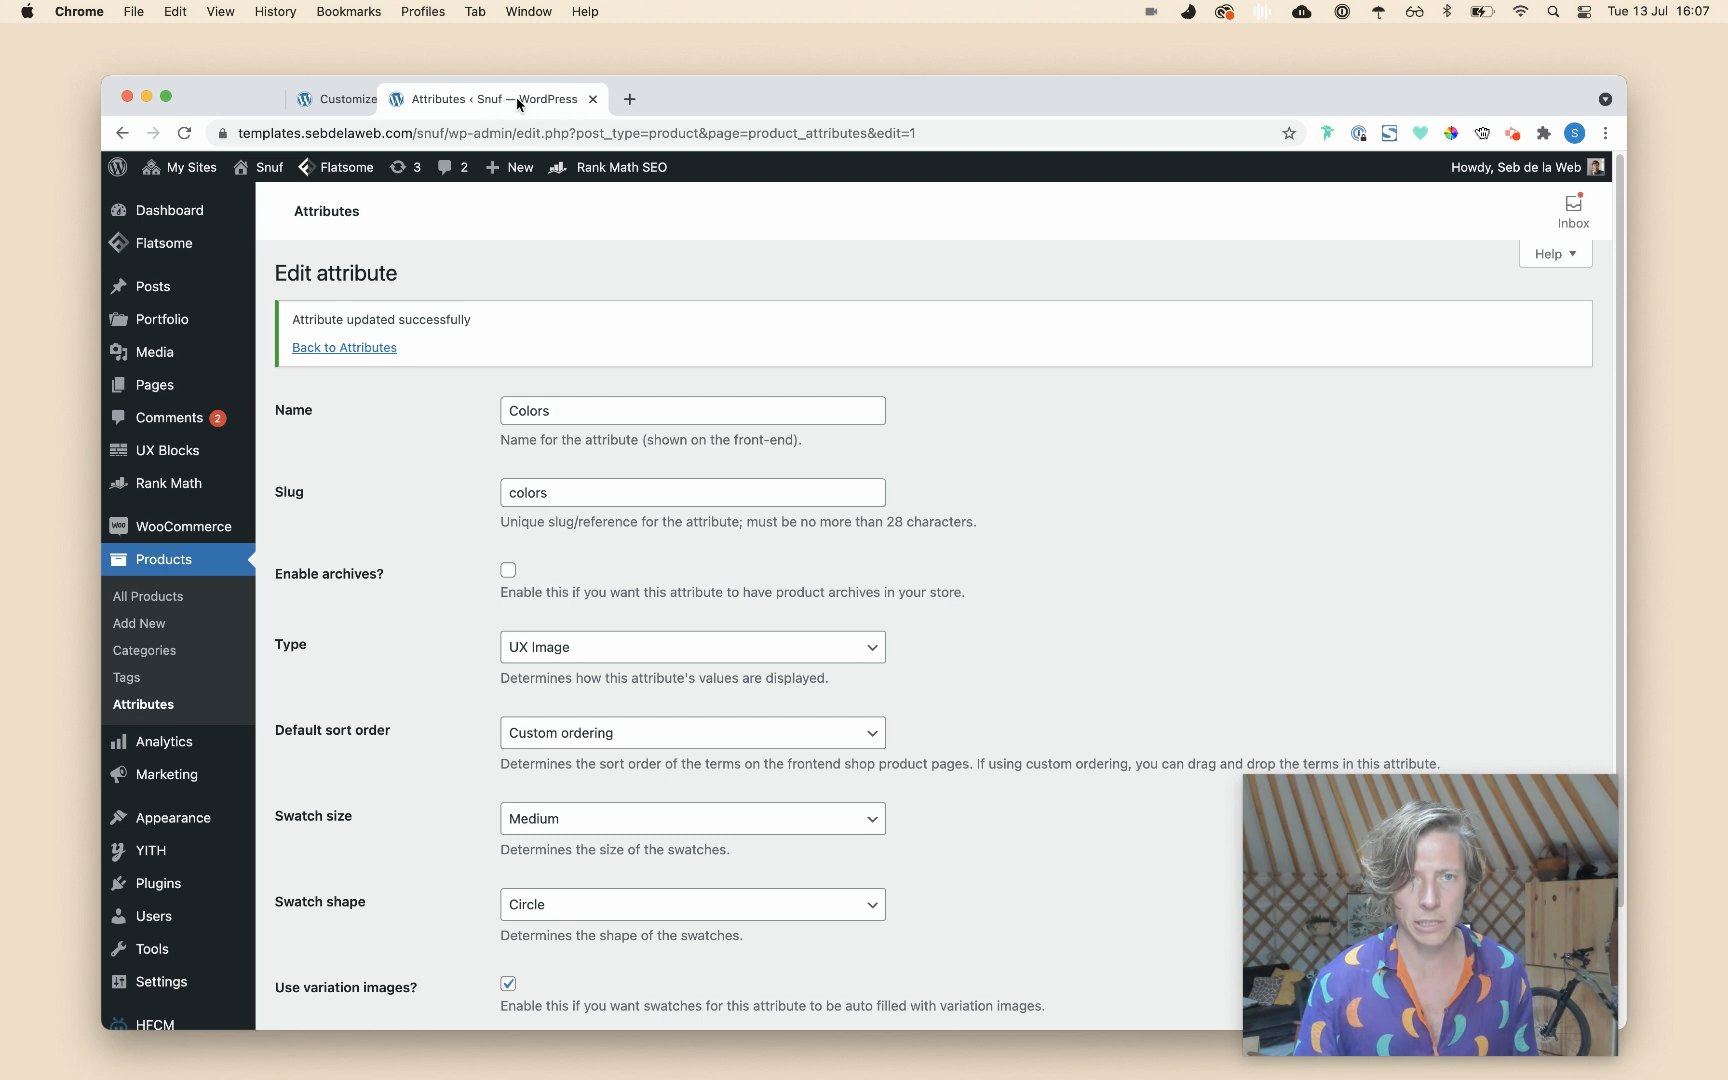 Chrome File Edit View History Bookmarks Profiles Tab Window Help Tue 13 Jul 16:07
Customize Attributes ‹ Snuf — WordPress
templates.sebdelaweb.com/snuf/wp-admin/edit.php?post_type=product&page=product_attributes&edit=1 S
My Sites Snuf Flatsome 3 2 New Rank Math SEO Howdy, Seb de la Web
Dashboard
Flatsome
Posts
Portfolio
Media
Pages
Comments 2
UX Blocks
Rank Math
WooCommerce
Products
All Products
Add New
Categories
Tags
Attributes
Analytics
Marketing
Appearance
YITH
Plugins
Users
Tools
Settings
HFCM
Attributes
Inbox
Help
Edit attribute
Attribute updated successfully
Back to Attributes
Name Colors
Name for the attribute (shown on the front-end).
Slug colors
Unique slug/reference for the attribute; must be no more than 28 characters.
Enable archives?
Enable this if you want this attribute to have product archives in your store.
Type UX Image
Determines how this attribute's values are displayed.
Default sort order Custom ordering
Determines the sort order of the terms on the frontend shop product pages. If using custom ordering, you can drag and drop the terms in this attribute.
Swatch size Medium
Determines the size of the swatches.
Swatch shape Circle
Determines the shape of the swatches.
Use variation images?
Enable this if you want swatches for this attribute to be auto filled with variation images.